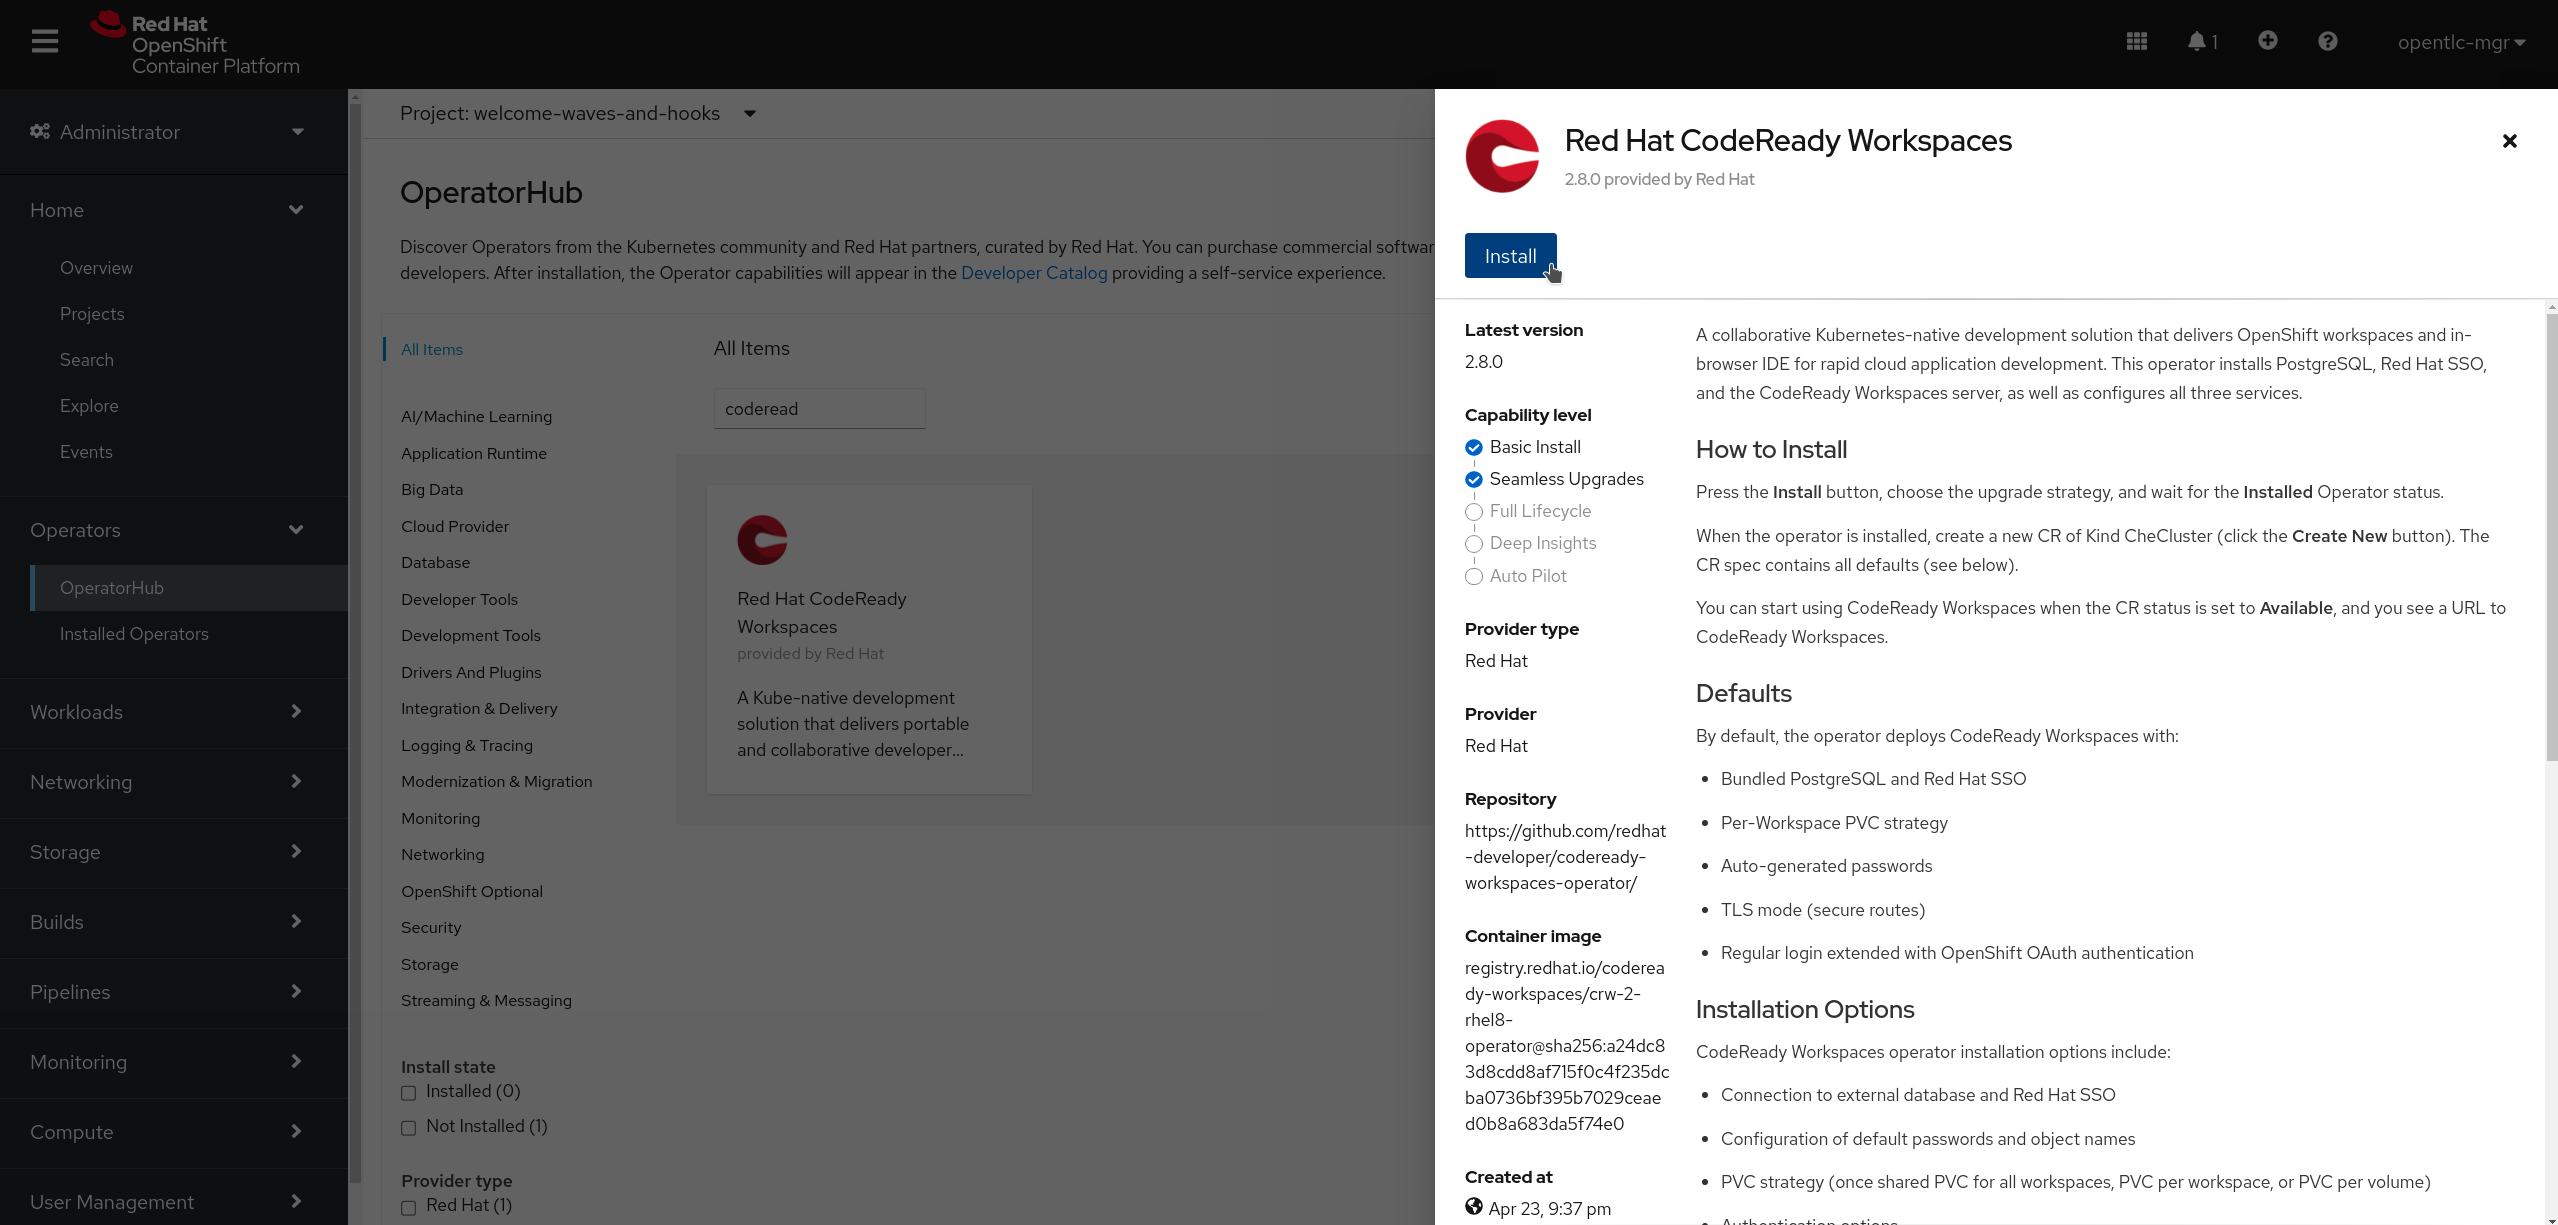 Red Hat
OpenShift
Container Platform
1
opentlc-mgr
Administrator
Home
Overview
Projects
Search
Explore
Events
Operators
OperatorHub
Installed Operators
Workloads
Networking
Storage
Builds
Pipelines
Monitoring
Compute
User Management
Project: welcome-waves-and-hooks
OperatorHub
Discover Operators from the Kubernetes community and Red Hat partners, curated by Red Hat. You can purchase commercial softwar
developers. After installation, the Operator capabilities will appear in the Developer Catalog providing a self-service experience.
All Items
AI/Machine Learning
Application Runtime
Big Data
Cloud Provider
Database
Developer Tools
Development Tools
Drivers And Plugins
Integration & Delivery
Logging & Tracing
Modernization & Migration
Monitoring
Networking
OpenShift Optional
Security
Storage
Streaming & Messaging
Install state
Installed (0)
Not Installed (1)
Provider type
Red Hat (1)
All Items
coderead
Red Hat CodeReady
Workspaces
provided by Red Hat
A Kube-native development
solution that delivers portable
and collaborative developer...
Red Hat CodeReady Workspaces
2.8.0 provided by Red Hat
Install
Latest version
2.8.0
Capability level
Basic Install
Seamless Upgrades
Full Lifecycle
Deep Insights
Auto Pilot
Provider type
Red Hat
Provider
Red Hat
Repository
https://github.com/redhat
-developer/codeready-
workspaces-operator/
Container image
registry.redhat.io/coderea
dy-workspaces/crw-2-
rhel8-
operator@sha256:a24dc8
3d8cdd8af715f0c4f235dc
ba0736bf395b7029ceae
d0b8a683da5f74e0
Created at
Apr 23, 9:37 pm
A collaborative Kubernetes-native development solution that delivers OpenShift workspaces and in-
browser IDE for rapid cloud application development. This operator installs PostgreSQL, Red Hat SSO,
and the CodeReady Workspaces server, as well as configures all three services.
How to Install
Press the Install button, choose the upgrade strategy, and wait for the Installed Operator status.
When the operator is installed, create a new CR of Kind CheCluster (click the Create New button). The
CR spec contains all defaults (see below).
You can start using CodeReady Workspaces when the CR status is set to Available, and you see a URL to
CodeReady Workspaces.
Defaults
By default, the operator deploys CodeReady Workspaces with:
Bundled PostgreSQL and Red Hat SSO
Per-Workspace PVC strategy
Auto-generated passwords
TLS mode (secure routes)
Regular login extended with OpenShift OAuth authentication
Installation Options
CodeReady Workspaces operator installation options include:
Connection to external database and Red Hat SSO
Configuration of default passwords and object names
PVC strategy (once shared PVC for all workspaces, PVC per workspace, or PVC per volume)
Authentication options